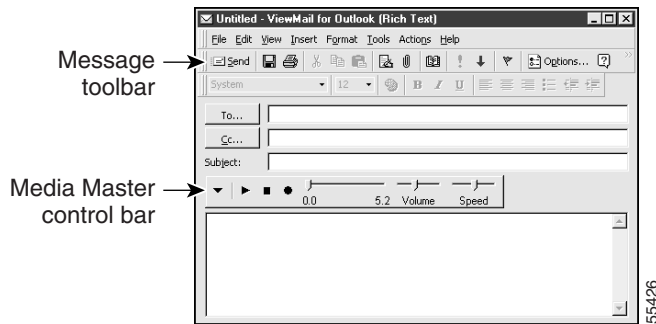 Untitled - ViewMail for Outlook (Rich Text)
File Edit View Insert Format Tools Actions Help
Message toolbar
Send Options...
System 12 B I U
To...
Cc...
Subject:
Media Master control bar
0.0 5.2 Volume Speed
55426